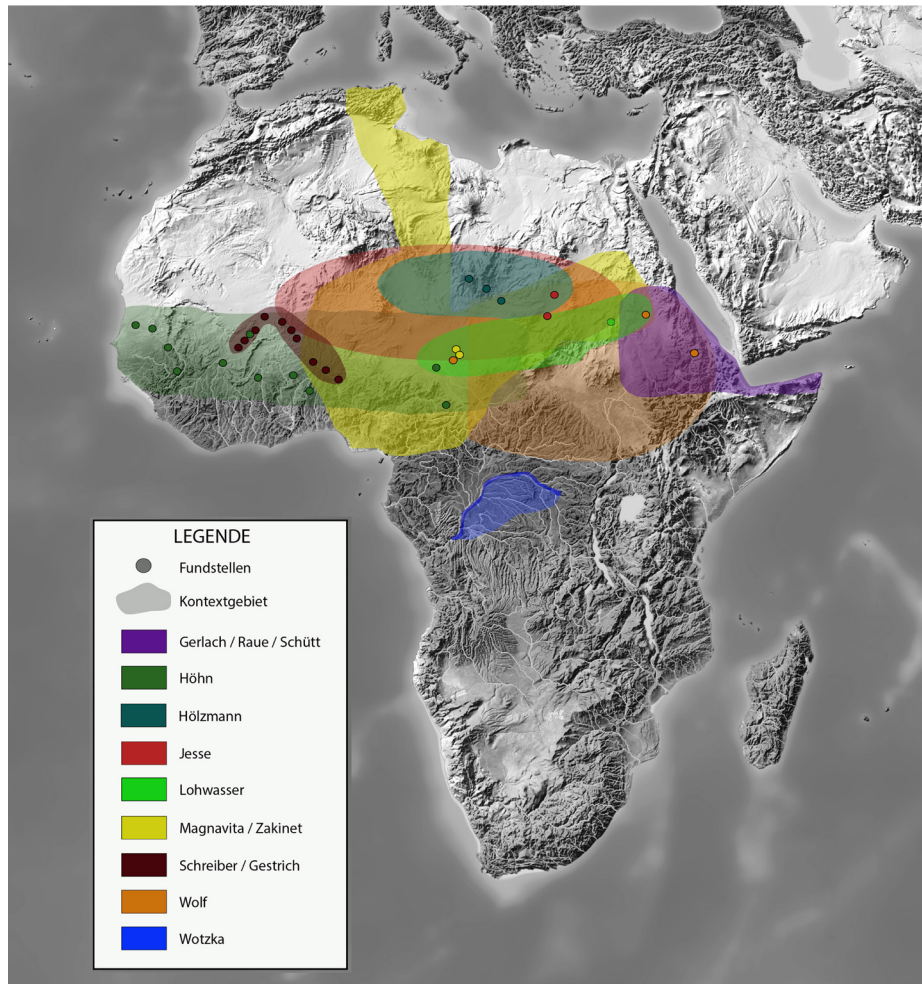 LEGENDE
Fundstellen
Kontextgebiet
Gerlach / Raue / Schütt
Höhn
Hölzmann
Jesse
Lohwasser
Magnavita / Zakinet
Schreiber / Gestrich
Wolf
Wotzka